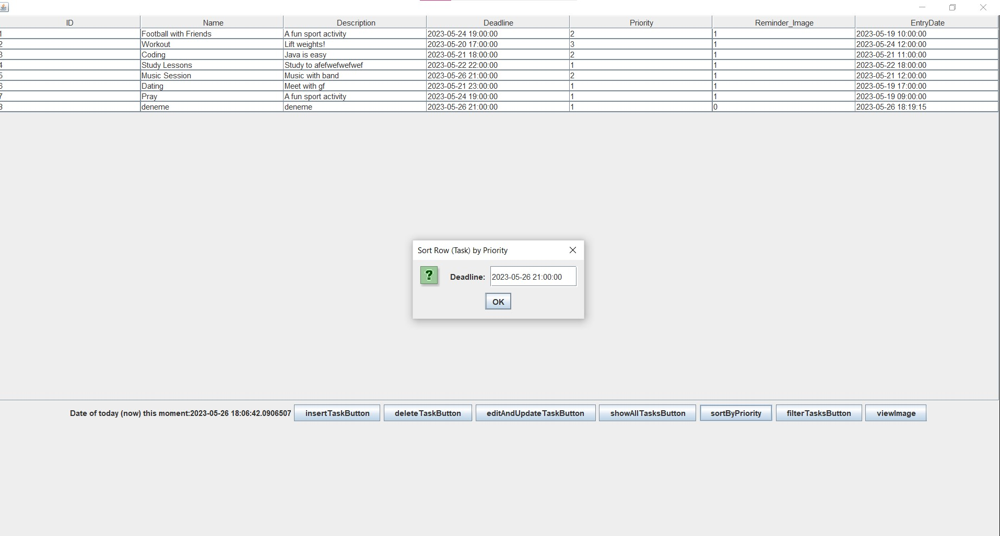 ID Name Description Deadline Priority Reminder_Image EntryDate
1 Football with Friends A fun sport activity 2023-05-24 19:00:00 2 1 2023-05-19 10:00:00
2 Workout Lift weights! 2023-05-20 17:00:00 3 1 2023-05-24 12:00:00
3 Coding Java is easy 2023-05-21 18:00:00 2 1 2023-05-21 11:00:00
4 Study Lessons Study to afefwefwefwef 2023-05-22 22:00:00 1 1 2023-05-22 18:00:00
5 Music Session Music with band 2023-05-26 21:00:00 2 1 2023-05-21 12:00:00
6 Dating Meet with gf 2023-05-21 23:00:00 1 1 2023-05-19 17:00:00
7 Pray A fun sport activity 2023-05-24 19:00:00 1 1 2023-05-19 09:00:00
8 deneme deneme 2023-05-26 21:00:00 1 0 2023-05-26 18:19:15
Sort Row (Task) by Priority
? Deadline: 2023-05-26 21:00:00
OK
Date of today (now) this moment:2023-05-26 18:06:42.0906507 insertTaskButton deleteTaskButton editAndUpdateTaskButton showAllTasksButton sortByPriority filterTasksButton viewImage